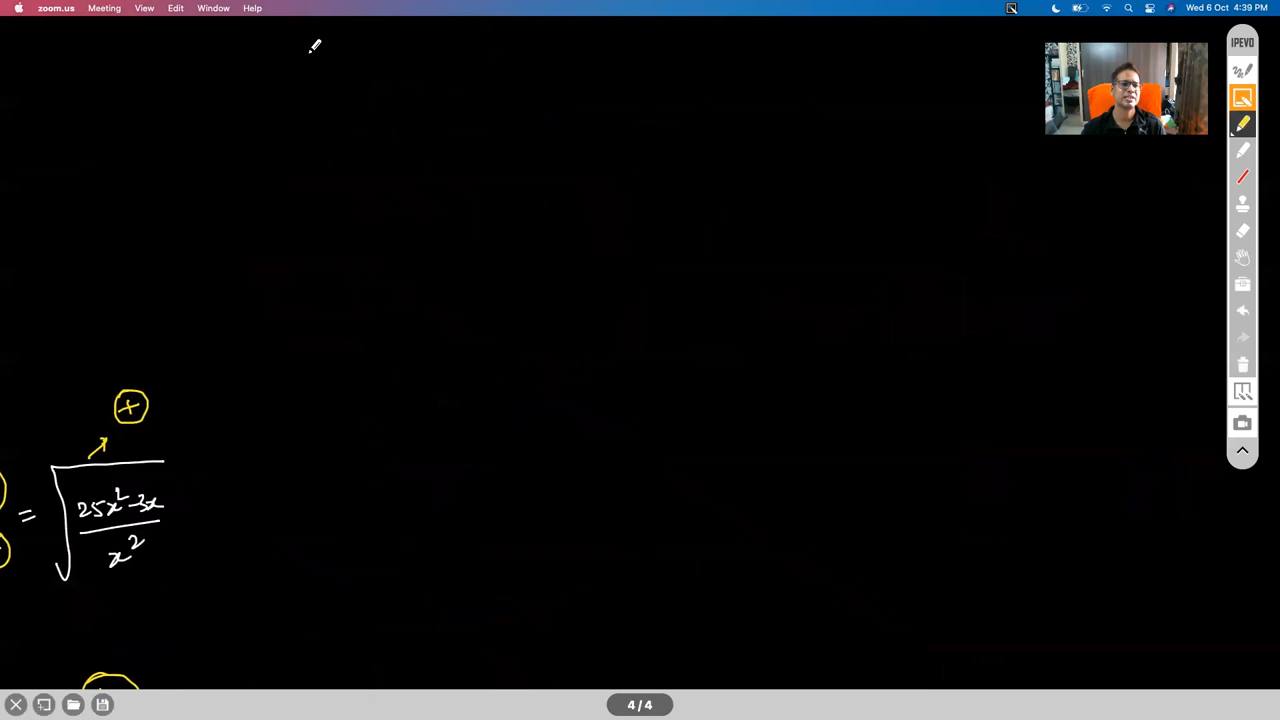 zoom.us Meeting View Edit Window Help Wed 6 Oct 4:39 PM
IPEVO
+
= √(25x²-3x / x²)
4 / 4